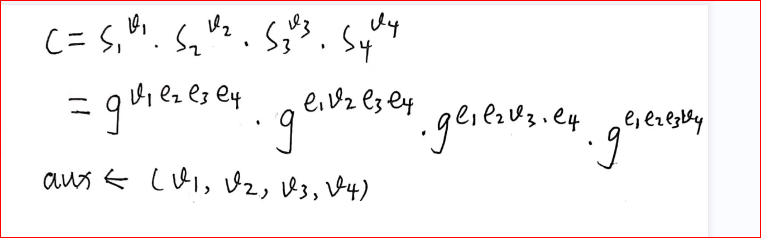 C = S₁^v₁ · S₂^v₂ · S₃^v₃ · S₄^v₄
= g^v₁e₂e₃e₄ · g^e₁v₂e₃e₄ · g^e₁e₂v₃·e₄ · g^e₁e₂e₃v₄
aux ← (v₁, v₂, v₃, v₄)